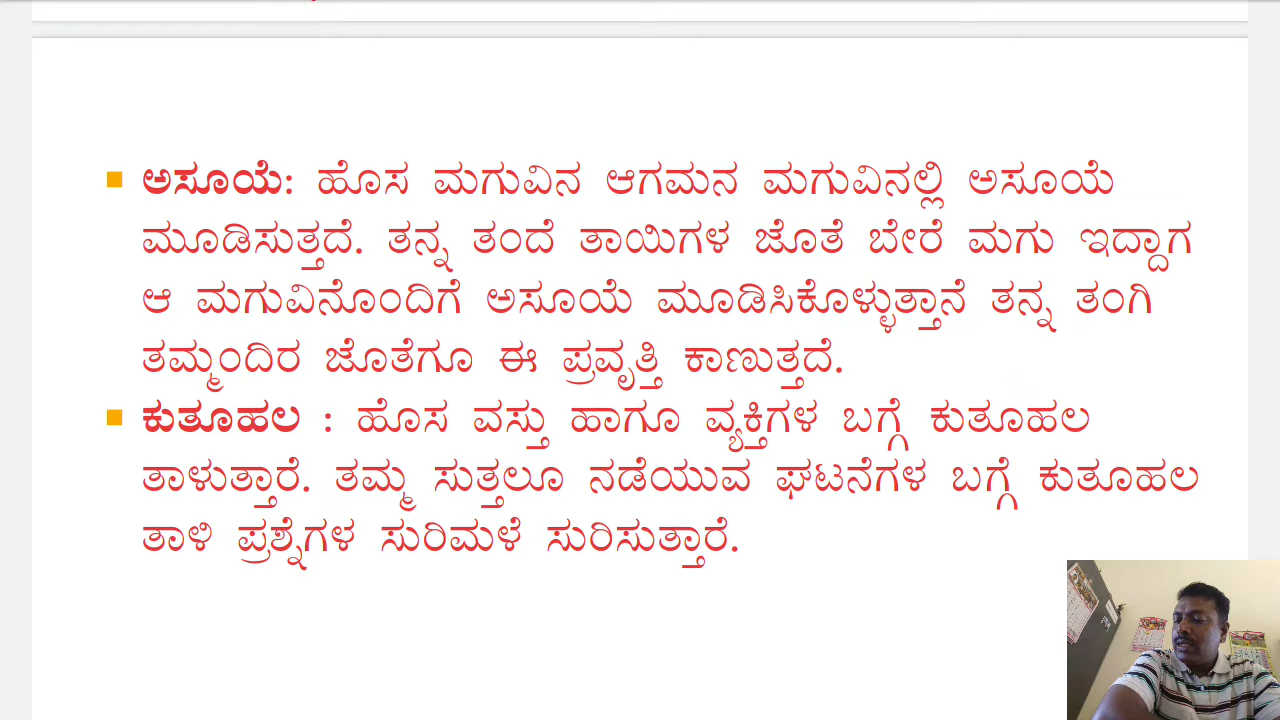 ಅಸೂಯೆ: ಹೊಸ ಮಗುವಿನ ಆಗಮನ ಮಗುವಿನಲ್ಲಿ ಅಸೂಯೆ
ಮೂಡಿಸುತ್ತದೆ. ತನ್ನ ತಂದೆ ತಾಯಿಗಳ ಜೊತೆ ಬೇರೆ ಮಗು ಇದ್ದಾಗ
ಆ ಮಗುವಿನೊಂದಿಗೆ ಅಸೂಯೆ ಮೂಡಿಸಿಕೊಳ್ಳುತ್ತಾನೆ ತನ್ನ ತಂಗಿ
ತಮ್ಮಂದಿರ ಜೊತೆಗೂ ಈ ಪ್ರವೃತ್ತಿ ಕಾಣುತ್ತದೆ.
ಕುತೂಹಲ : ಹೊಸ ವಸ್ತು ಹಾಗೂ ವ್ಯಕ್ತಿಗಳ ಬಗ್ಗೆ ಕುತೂಹಲ
ತಾಳುತ್ತಾರೆ. ತಮ್ಮ ಸುತ್ತಲೂ ನಡೆಯುವ ಘಟನೆಗಳ ಬಗ್ಗೆ ಕುತೂಹಲ
ತಾಳಿ ಪ್ರಶ್ನೆಗಳ ಸುರಿಮಳೆ ಸುರಿಸುತ್ತಾರೆ.